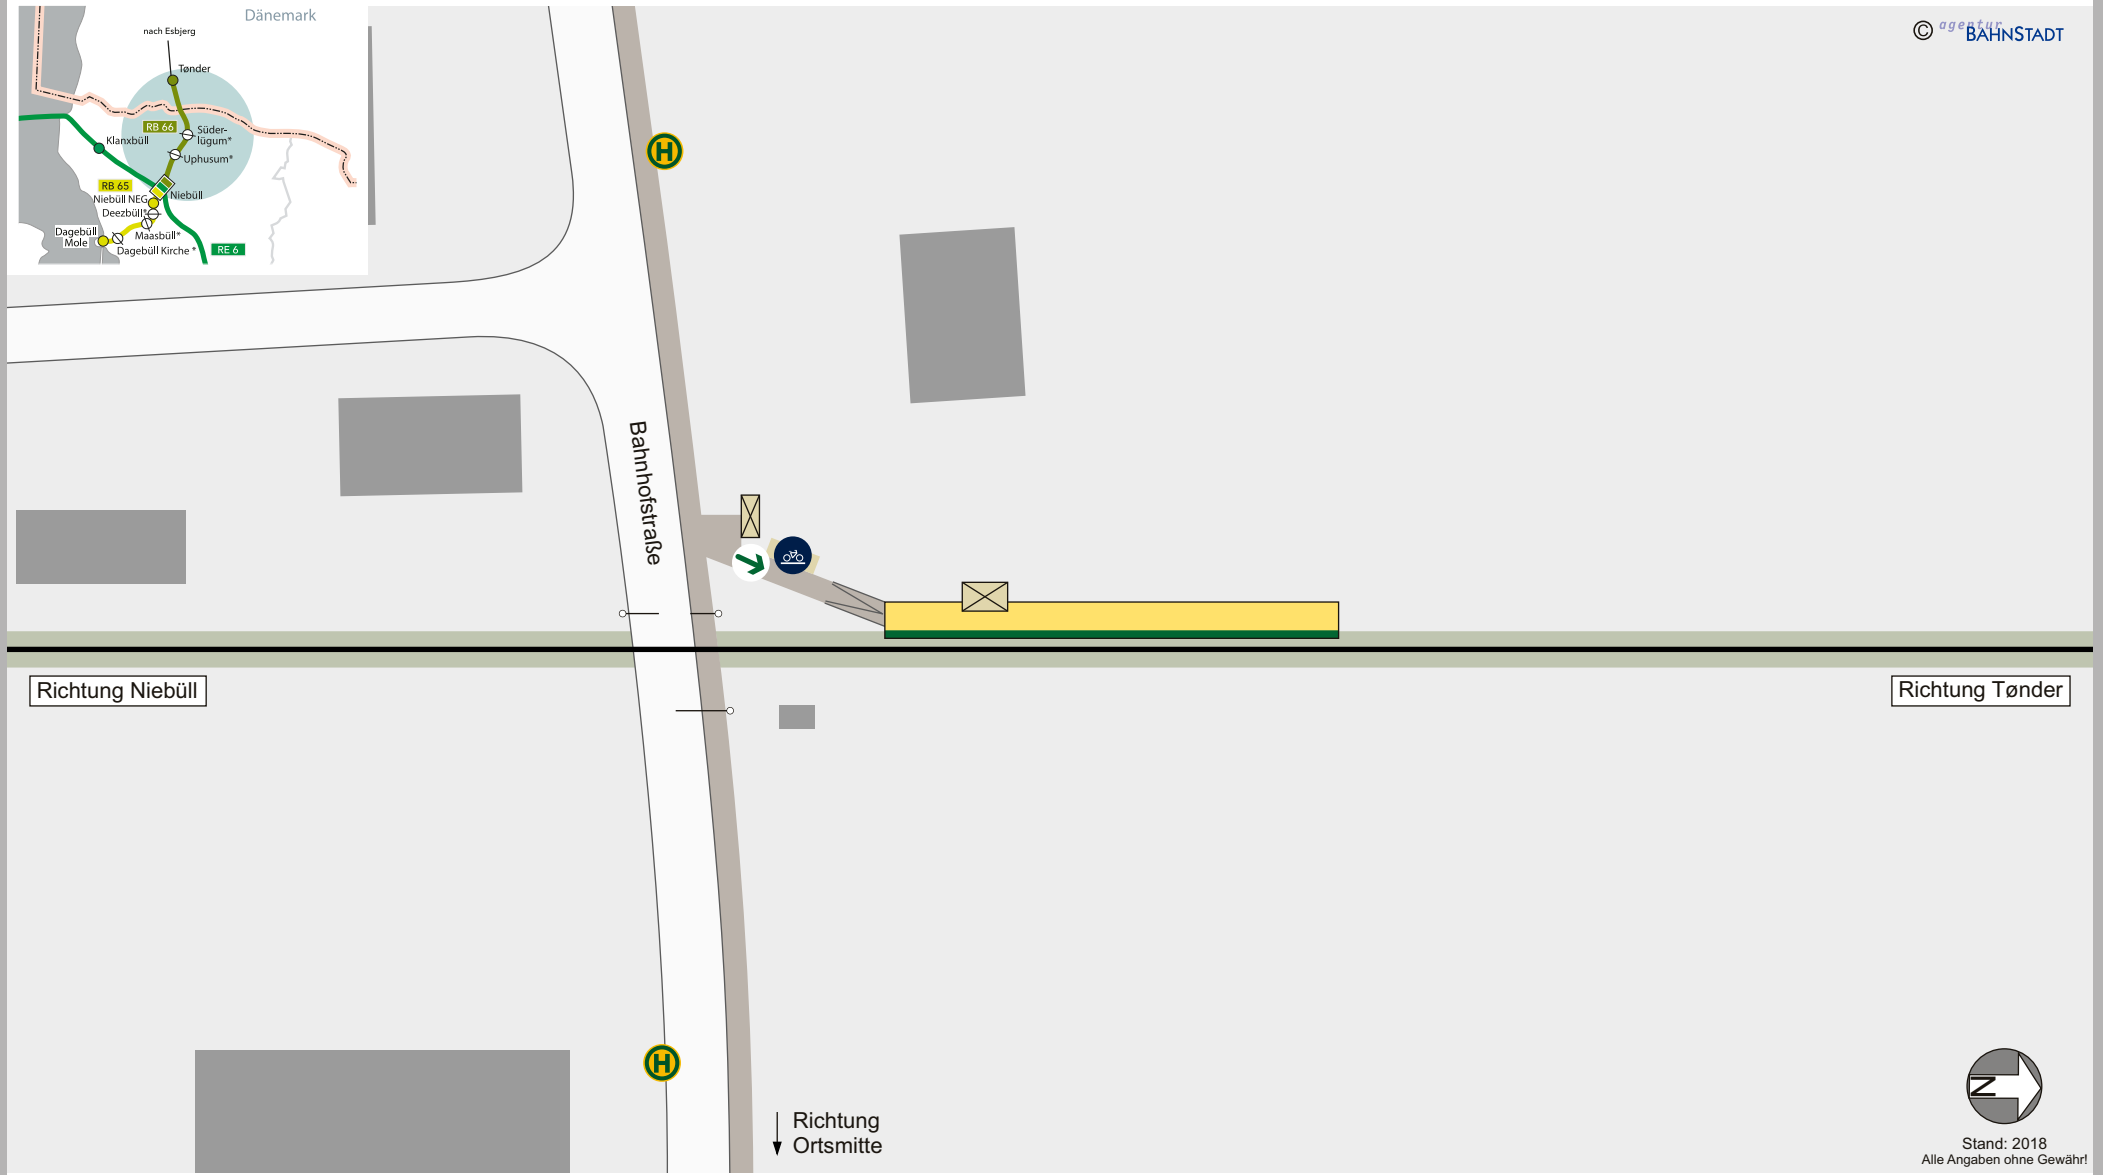 Dänemark
nach Esbjerg
Tønder
RB 66
Süder-
lügum*
Klanxbüll
Uphusum*
RB 65
Niebüll
Niebüll NEG
Deezbüll*
Dagebüll
Mole
Maasbüll*
Dagebüll Kirche *
RE 6
© agentur
BAHNSTADT
H
Bahnhofstraße
Richtung Niebüll
Richtung Tønder
H
Richtung
Ortsmitte
N
Stand: 2018
Alle Angaben ohne Gewähr!